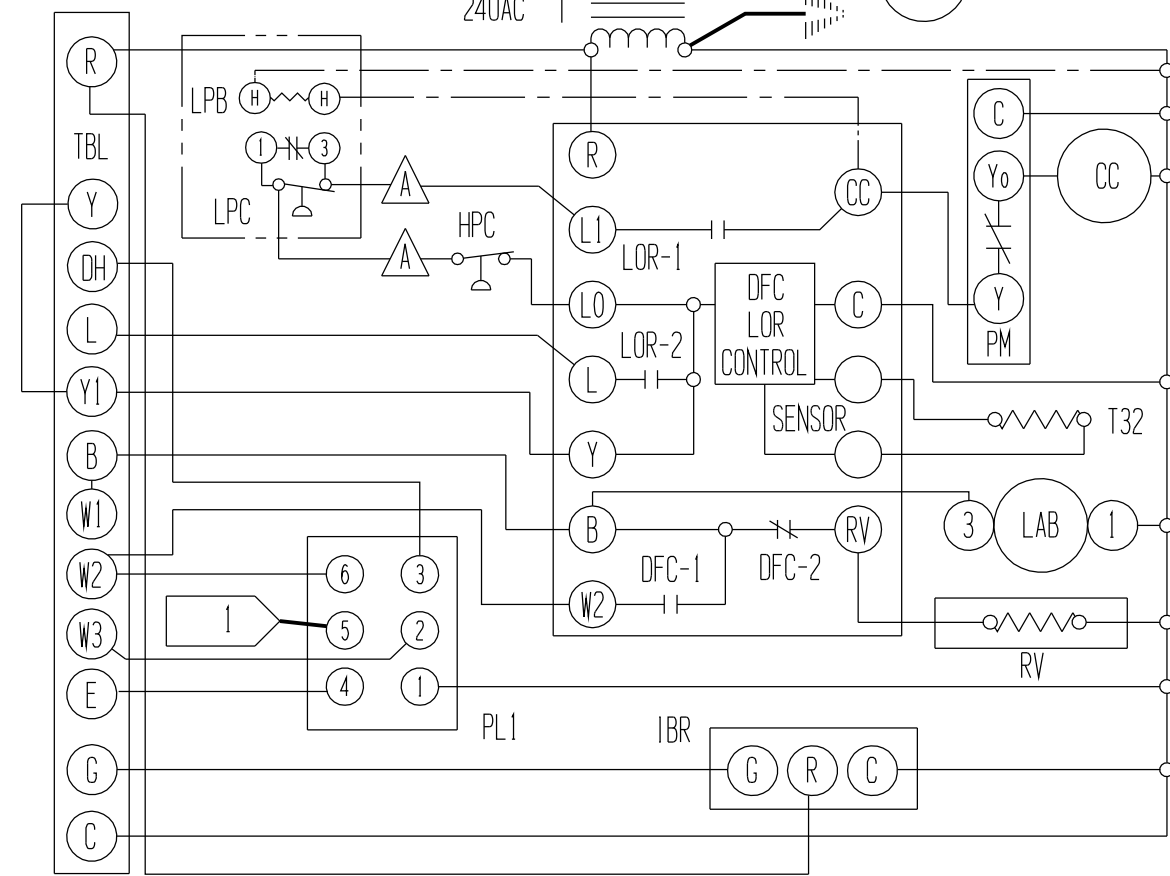 240AC
R
TBL
Y
DH
L
Y1
B
W1
W2
W3
E
G
C
LPB
H
H
1
3
LPC
A
A
HPC
R
L1
LOR-1
CC
LO
LOR-2
L
Y
B
W2
DFC
LOR
CONTROL
C
SENSOR
RV
DFC-1
DFC-2
C
Yo
Y
PM
CC
T32
3
LAB
1
RV
6
3
5
2
4
1
1
PL1
IBR
G
R
C